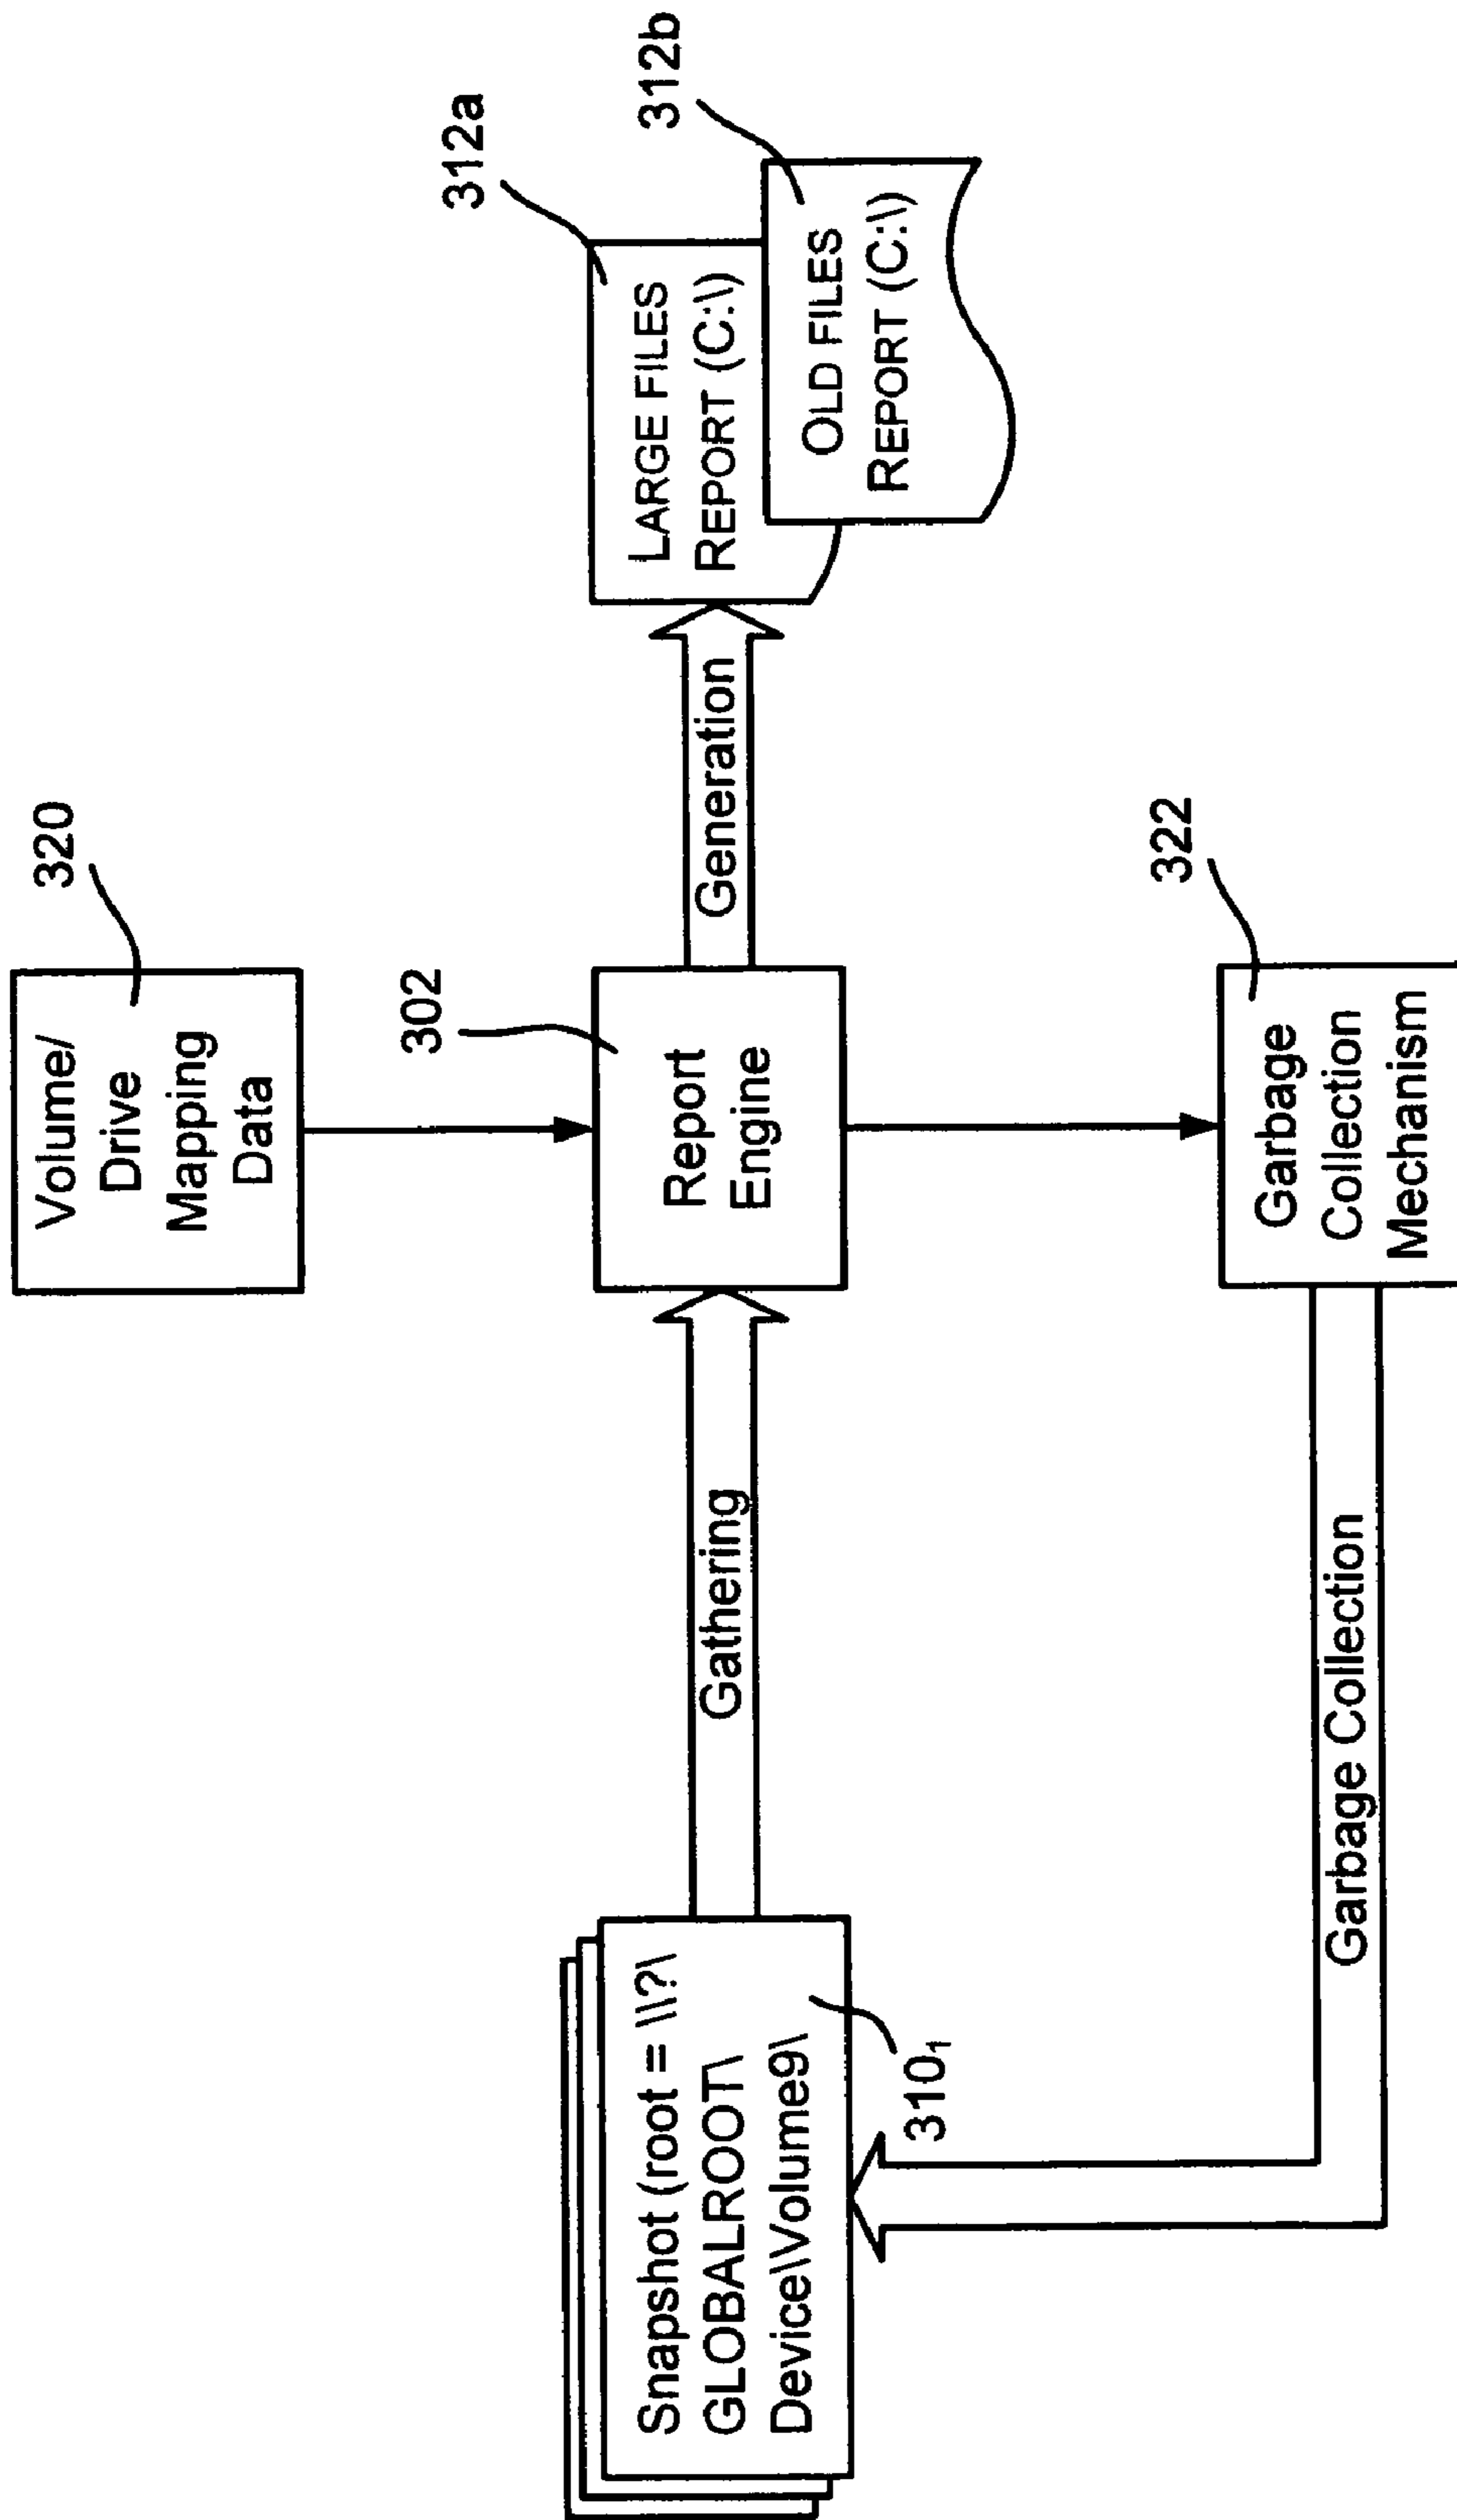 320
Volume/
Drive
Mapping
Data
302
Report
Engine
Gathering
Generation
Snapshot (root = \\?\
GLOBALROOT\
Device\Volume9\
310₁
312a
LARGE FILES
REPORT (C:\)
312b
OLD FILES
REPORT (C:\)
322
Garbage
Collection
Mechanism
Garbage Collection